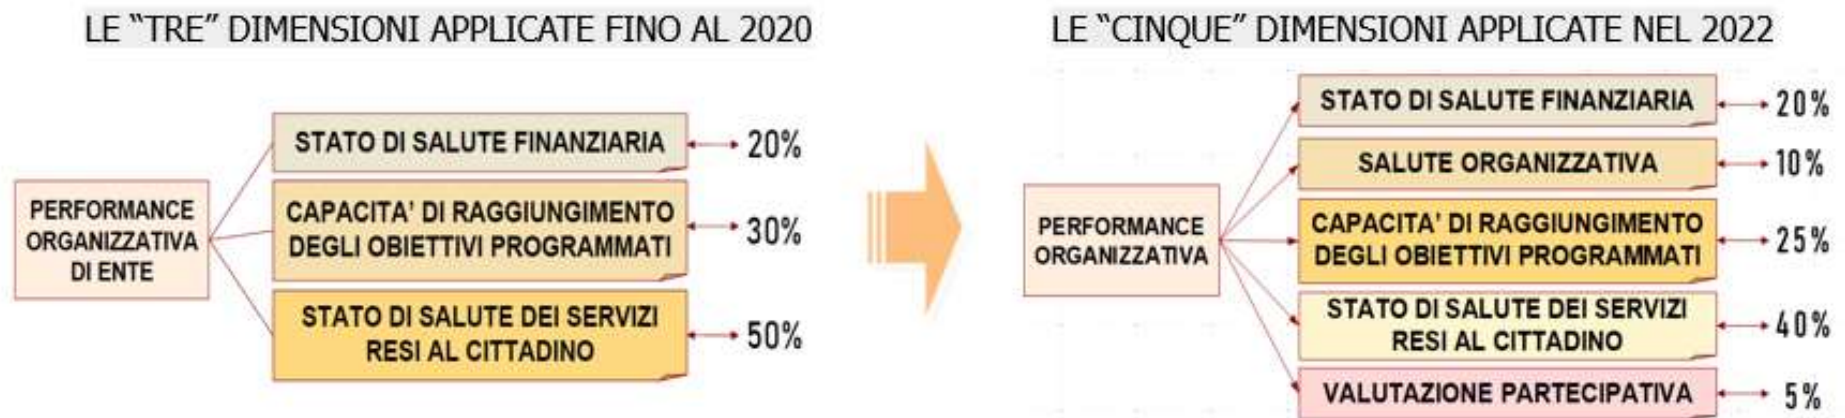 LE “TRE” DIMENSIONI APPLICATE FINO AL 2020
PERFORMANCE
ORGANIZZATIVA
DI ENTE
STATO DI SALUTE FINANZIARIA
20%
CAPACITA’ DI RAGGIUNGIMENTO
DEGLI OBIETTIVI PROGRAMMATI
30%
STATO DI SALUTE DEI SERVIZI
RESI AL CITTADINO
50%
LE “CINQUE” DIMENSIONI APPLICATE NEL 2022
PERFORMANCE
ORGANIZZATIVA
STATO DI SALUTE FINANZIARIA
20%
SALUTE ORGANIZZATIVA
10%
CAPACITA’ DI RAGGIUNGIMENTO
DEGLI OBIETTIVI PROGRAMMATI
25%
STATO DI SALUTE DEI SERVIZI
RESI AL CITTADINO
40%
VALUTAZIONE PARTECIPATIVA
5%